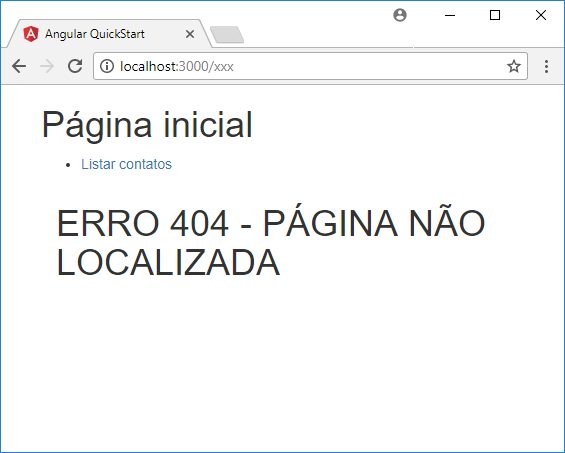 Angular QuickStart
localhost:3000/xxx
Página inicial
Listar contatos
ERRO 404 - PÁGINA NÃO
LOCALIZADA